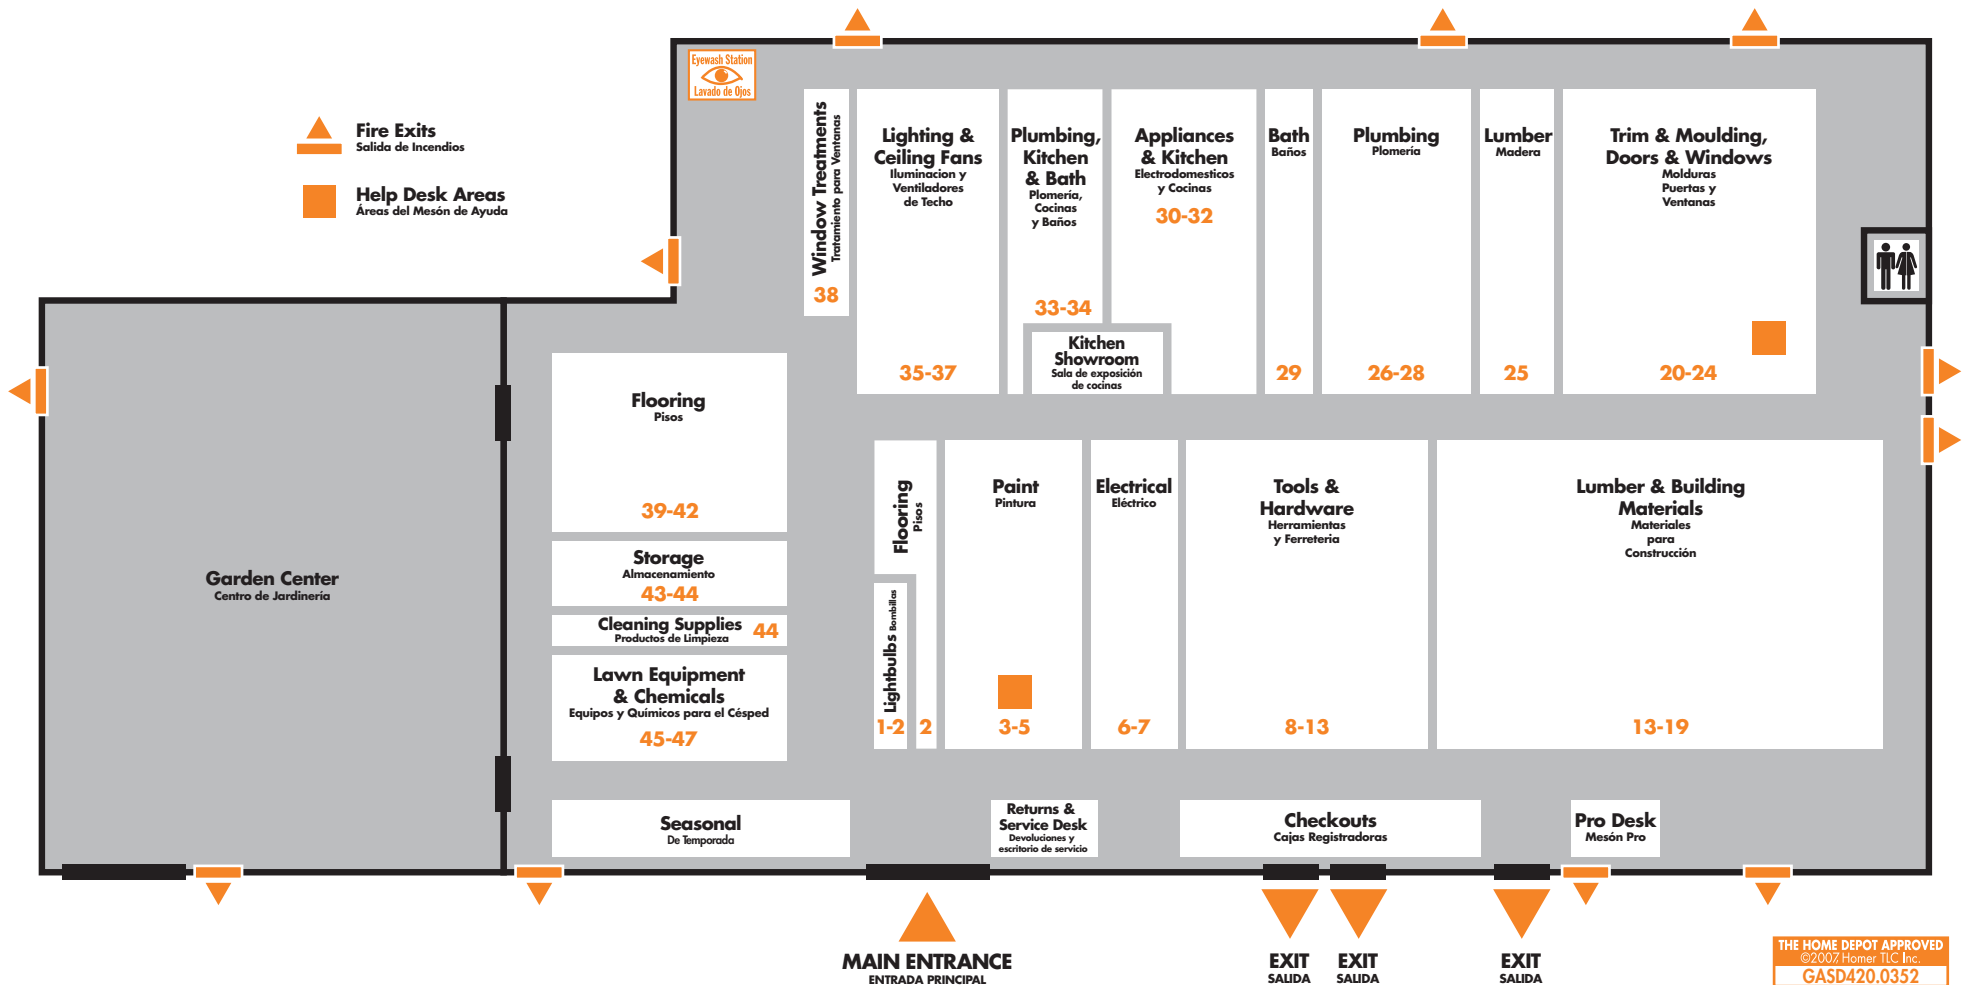 Eyewash Station
Lavado de Ojos
Fire Exits
Salida de Incendios
Help Desk Areas
Áreas del Mesón de Ayuda
Window Treatments
Tratamiento para Ventanas
38
Lighting &
Ceiling Fans
Iluminacion y
Ventiladores
de Techo
35-37
Plumbing,
Kitchen
& Bath
Plomería,
Cocinas
y Baños
33-34
Appliances
& Kitchen
Electrodomesticos
y Cocinas
30-32
Kitchen
Showroom
Sala de exposición
de cocinas
Bath
Baños
29
Plumbing
Plomería
26-28
Lumber
Madera
25
Trim & Moulding,
Doors & Windows
Molduras
Puertas y
Ventanas
20-24
Garden Center
Centro de Jardinería
Flooring
Pisos
39-42
Storage
Almacenamiento
43-44
Cleaning Supplies
Productos de Limpieza
44
Lawn Equipment
& Chemicals
Equipos y Químicos para el Césped
45-47
Flooring
Pisos
2
Lightbulbs Bombillas
1-2
Paint
Pintura
3-5
Electrical
Eléctrico
6-7
Tools &
Hardware
Herramientas
y Ferreteria
8-13
Lumber & Building
Materials
Materiales
para
Construcción
13-19
Seasonal
De Temporada
Returns &
Service Desk
Devoluciones y
escritorio de servicio
Checkouts
Cajas Registradoras
Pro Desk
Mesón Pro
MAIN ENTRANCE
ENTRADA PRINCIPAL
EXIT
SALIDA
EXIT
SALIDA
EXIT
SALIDA
THE HOME DEPOT APPROVED
©2007, Homer TLC Inc.
GASD420.0352